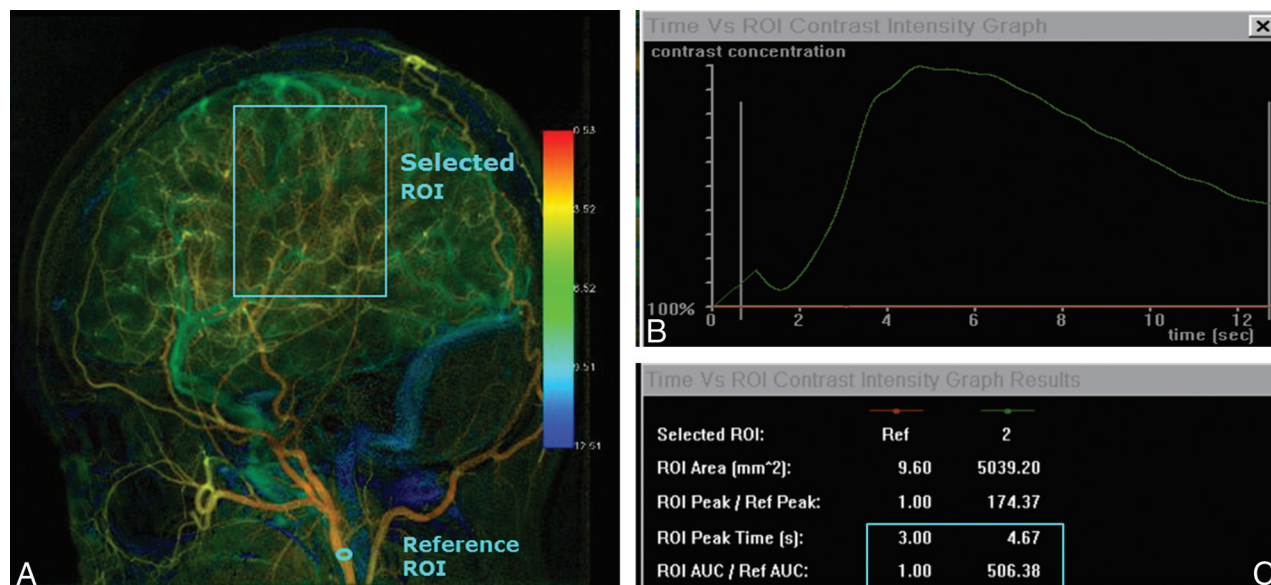 Selected
ROI
0.53
3.52
6.52
9.51
12.51
Reference
ROI
A
Time Vs ROI Contrast Intensity Graph
contrast concentration
100%
0 2 4 6 8 10 12
time (sec)
B
Time Vs ROI Contrast Intensity Graph Results
Selected ROI: Ref 2
ROI Area (mm^2): 9.60 5039.20
ROI Peak / Ref Peak: 1.00 174.37
ROI Peak Time (s): 3.00 4.67
ROI AUC / Ref AUC: 1.00 506.38
C